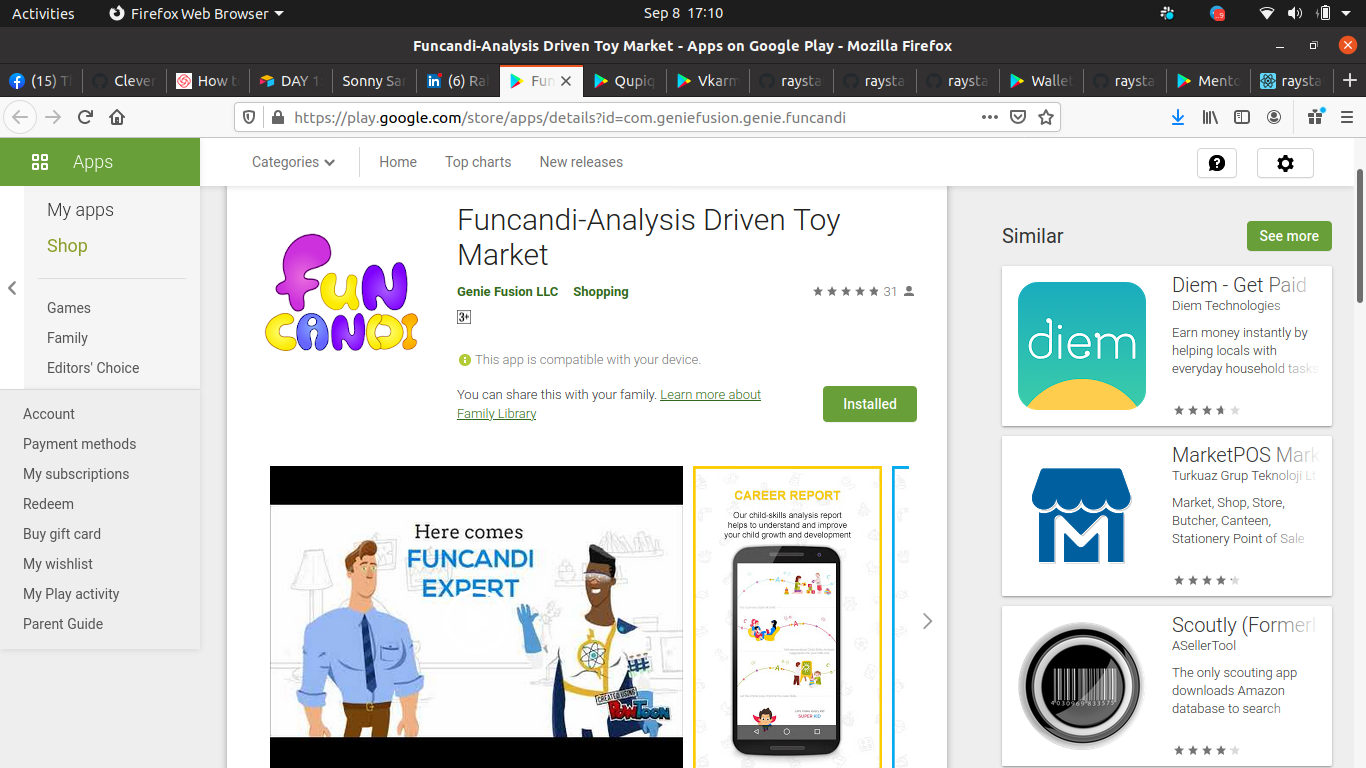 Activities
Firefox Web Browser
Sep 8 17:10
Funcandi-Analysis Driven Toy Market - Apps on Google Play - Mozilla Firefox
(15) T
Clever
How t
DAY 1
Sonny Sa
(6) Ra
Fun
Qupiq
Vkarm
raysta
raysta
raysta
Wallet
raysta
Mento
raysta
https://play.google.com/store/apps/details?id=com.geniefusion.genie.funcandi
Apps
Categories
Home
Top charts
New releases
My apps
Shop
Games
Family
Editors' Choice
Account
Payment methods
My subscriptions
Redeem
Buy gift card
My wishlist
My Play activity
Parent Guide
FUN
CANDI
Funcandi-Analysis Driven Toy
Market
Genie Fusion LLC Shopping
31
3+
This app is compatible with your device.
You can share this with your family. Learn more about
Family Library
Installed
Here comes
FUNCANDI
EXPERT
CREATED USING
POWTOON
CAREER REPORT
Our child-skills analysis report
helps to understand and improve
your child growth and development
SUPER KID
Similar
See more
diem
Diem - Get Paid
Diem Technologies
Earn money instantly by
helping locals with
everyday household tasks
M
MarketPOS Mark
Turkuaz Grup Teknoloji Lt
Market, Shop, Store,
Butcher, Canteen,
Stationery Point of Sale
4030969833375
Scoutly (Former
ASellerTool
The only scouting app
downloads Amazon
database to search